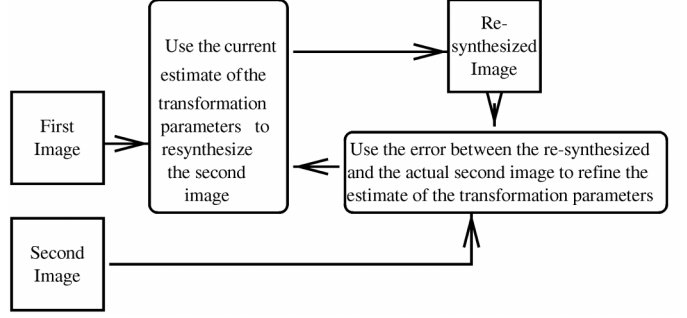 First
Image
Use the current
estimate of the
transformation
parameters to
resynthesize
the second
image
Re-
synthesized
Image
Use the error between the re-synthesized
and the actual second image to refine the
estimate of the transformation parameters
Second
Image